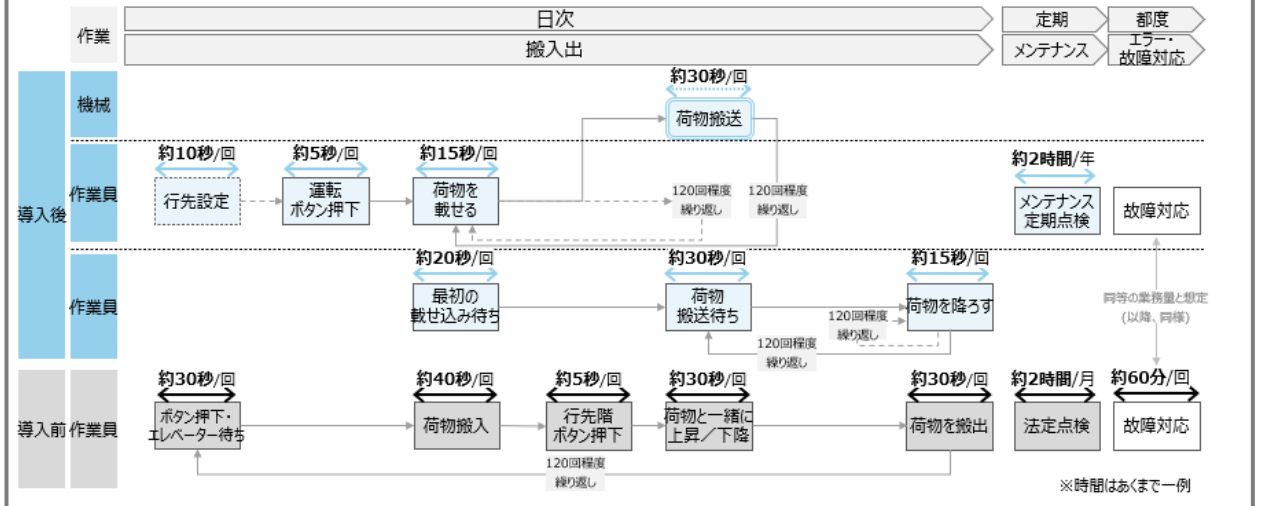 作業
日次
定期
都度
搬入出
メンテナンス
エラー・
故障対応
導入後
機械
約30秒/回
荷物搬送
作業員
約10秒/回
行先設定
約5秒/回
運転
ボタン押下
約15秒/回
荷物を
載せる
120回程度
繰り返し
120回程度
繰り返し
約2時間/年
メンテナンス
定期点検
故障対応
作業員
約20秒/回
最初の
載せ込み待ち
約30秒/回
荷物
搬送待ち
120回程度
繰り返し
120回程度
繰り返し
約15秒/回
荷物を降ろす
同等の業務量と想定
(以降、同様)
導入前
作業員
約30秒/回
ボタン押下・
エレベーター待ち
約40秒/回
荷物搬入
約5秒/回
行先階
ボタン押下
約30秒/回
荷物と一緒に
上昇／下降
約30秒/回
荷物を搬出
約2時間/月
法定点検
約60分/回
故障対応
120回程度
繰り返し
※時間はあくまで一例